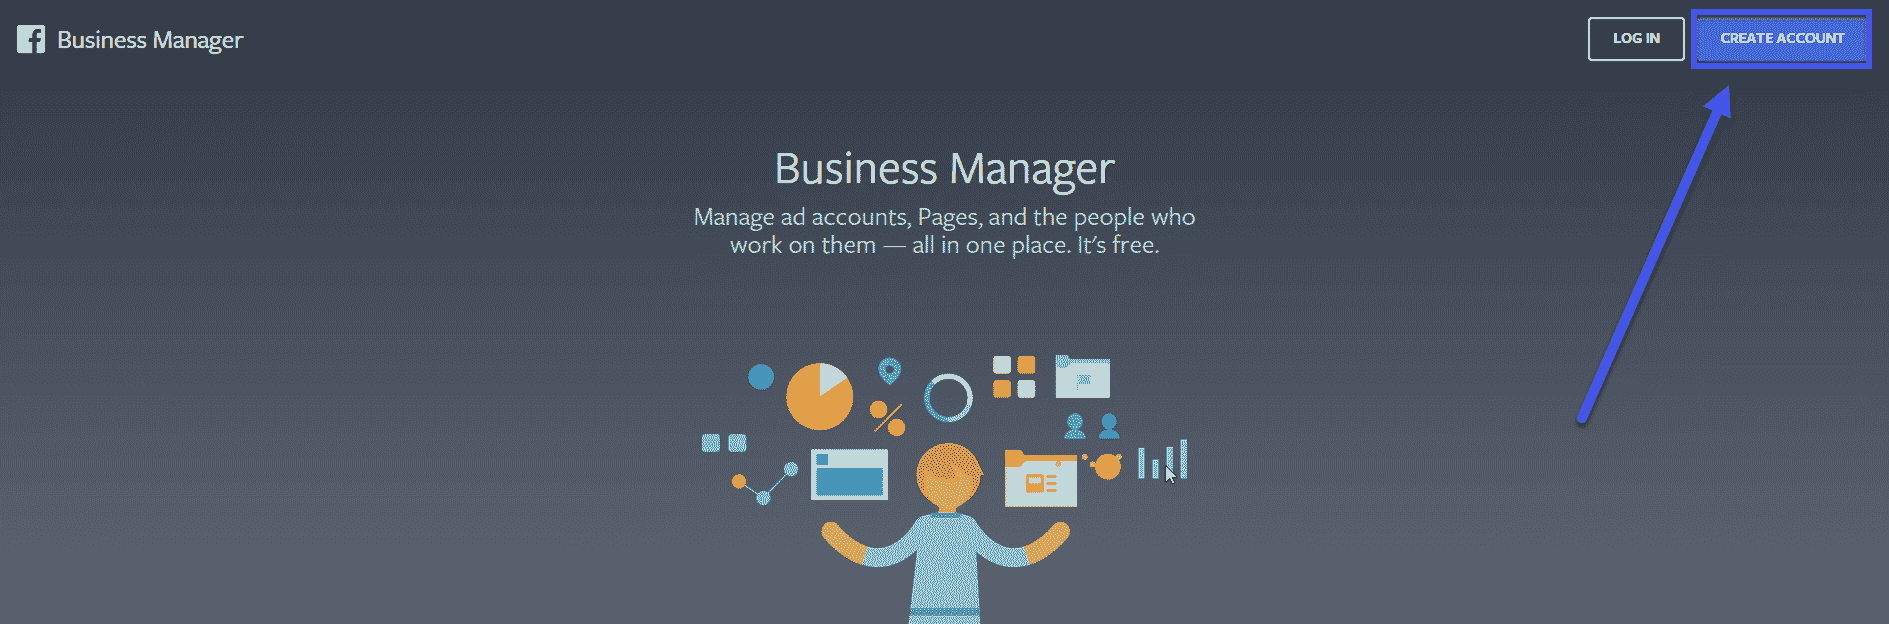 Business Manager
LOG IN
CREATE ACCOUNT
Business Manager
Manage ad accounts, Pages, and the people who
work on them — all in one place. It's free.